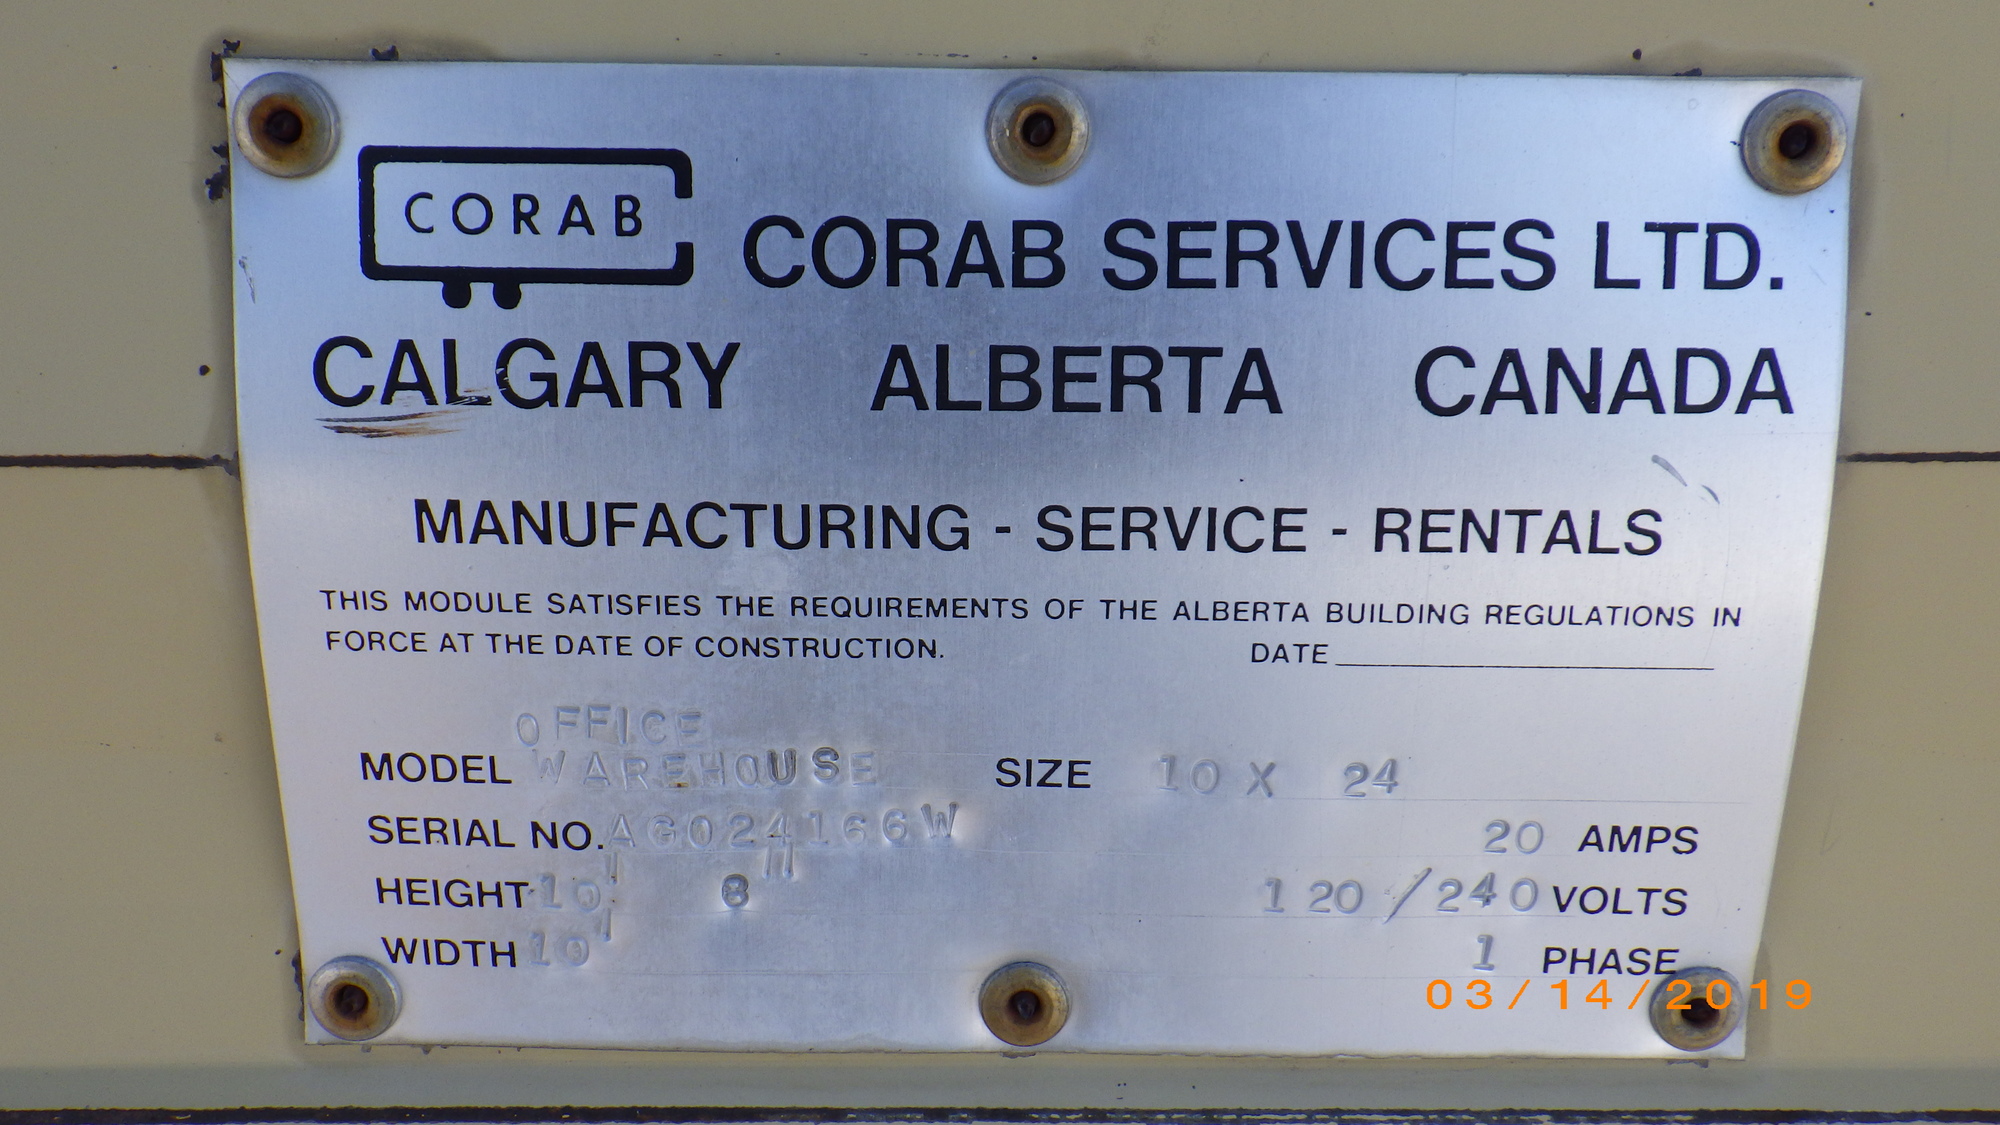 CORAB
CORAB SERVICES LTD.
CALGARY ALBERTA CANADA
MANUFACTURING - SERVICE - RENTALS
THIS MODULE SATISFIES THE REQUIREMENTS OF THE ALBERTA BUILDING REGULATIONS IN
FORCE AT THE DATE OF CONSTRUCTION. DATE
OFFICE
MODEL WAREHOUSE SIZE 10 X 24
SERIAL NO. AG024166W 20 AMPS
HEIGHT 10' 8" 120/240 VOLTS
WIDTH 10' 1 PHASE
03/14/2019